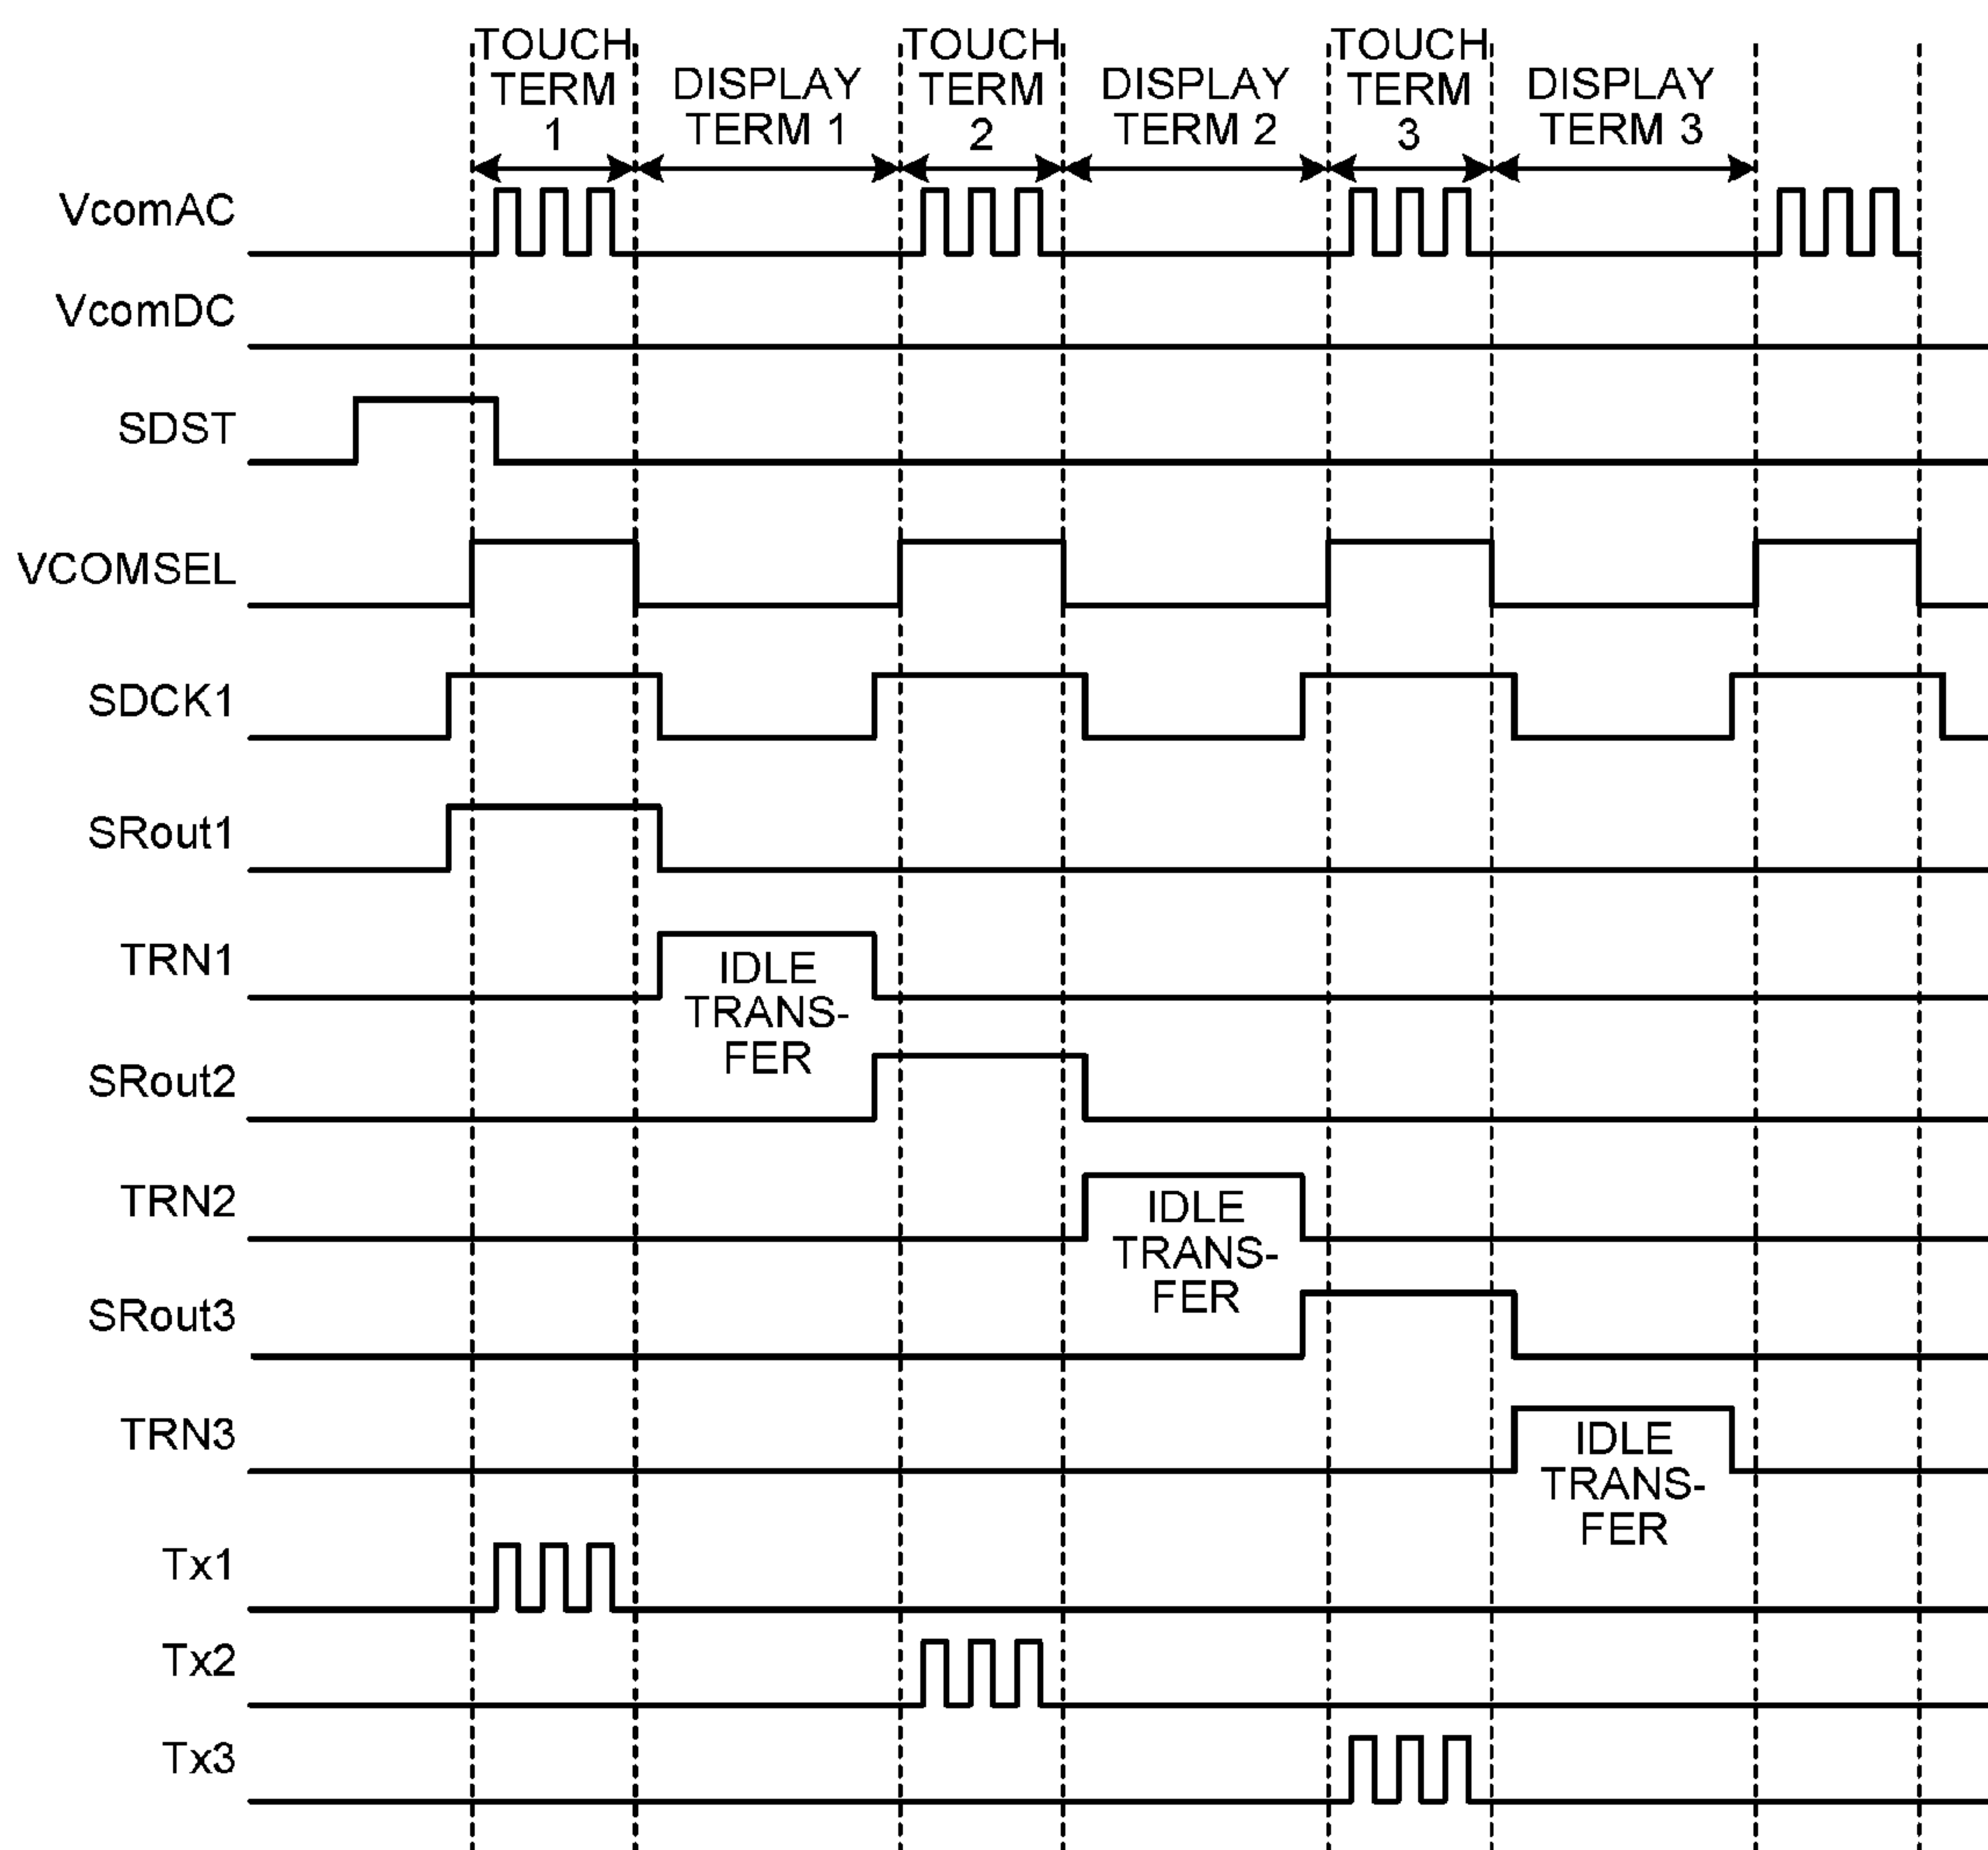 TOUCH
TERM
1
DISPLAY
TERM 1
TOUCH
TERM
2
DISPLAY
TERM 2
TOUCH
TERM
3
DISPLAY
TERM 3
VcomAC
VcomDC
SDST
VCOMSEL
SDCK1
SRout1
TRN1
IDLE
TRANS-
FER
SRout2
TRN2
IDLE
TRANS-
FER
SRout3
TRN3
IDLE
TRANS-
FER
Tx1
Tx2
Tx3